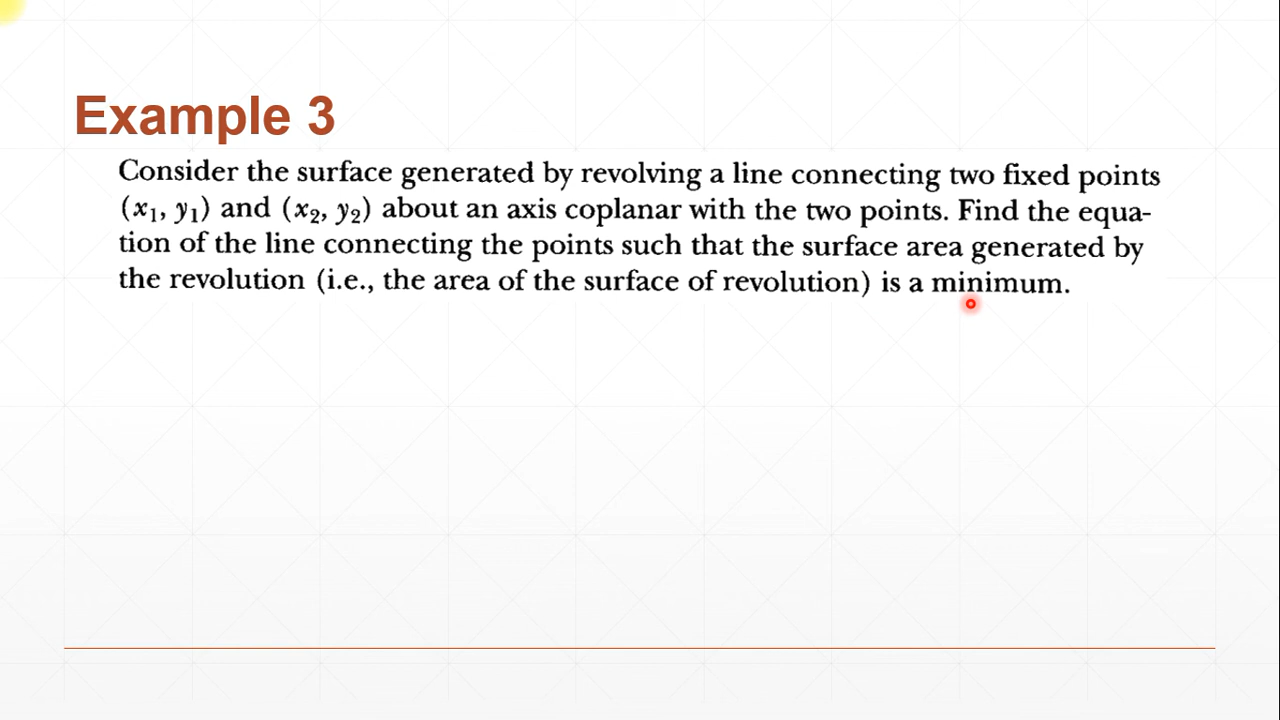 Example 3
Consider the surface generated by revolving a line connecting two fixed points
(x₁, y₁) and (x₂, y₂) about an axis coplanar with the two points. Find the equa-
tion of the line connecting the points such that the surface area generated by
the revolution (i.e., the area of the surface of revolution) is a minimum.